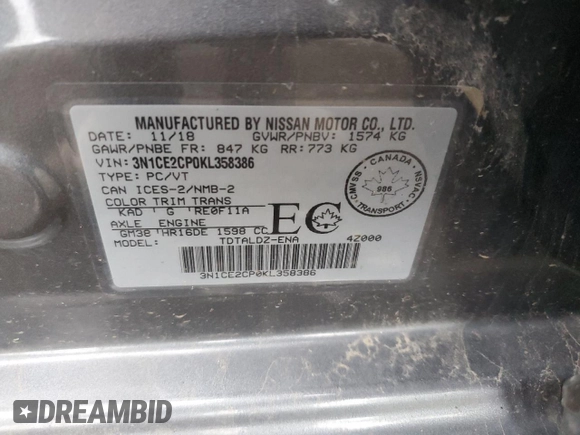 MANUFACTURED BY NISSAN MOTOR CO., LTD.
DATE: 11/18 GVWR/PNBV: 1574 KG
GAWR/PNBE FR: 847 KG RR: 773 KG
VIN: 3N1CE2CP0KL358386
TYPE: PC/VT
CAN ICES-2/NMB-2
COLOR TRIM TRANS
KAD G RE0F11A
AXLE ENGINE
GM38 HR16DE 1598 CC
MODEL: TDTALDZ-ENA 4Z000
EC
CANADA
CMVSS NSVAC
986
TRANSPORT
3N1CE2CP0KL358386
DREAMBID